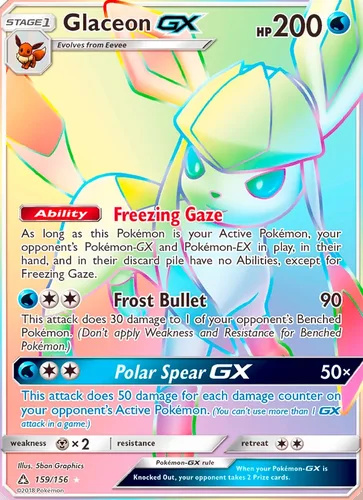 STAGE 1 Glaceon GX HP 200
Evolves from Eevee
Ability Freezing Gaze
As long as this Pokémon is your Active Pokémon, your
opponent's Pokémon-GX and Pokémon-EX in play, in their
hand, and in their discard pile have no Abilities, except for
Freezing Gaze.
Frost Bullet 90
This attack does 30 damage to 1 of your opponent's Benched
Pokémon. (Don't apply Weakness and Resistance for Benched
Pokémon.)
Polar Spear GX 50×
This attack does 50 damage for each damage counter on
your opponent's Active Pokémon. (You can't use more than 1 GX
attack in a game.)
weakness ×2 resistance retreat
Illus. 5ban Graphics
159/156
©2018 Pokémon
Pokémon-GX rule
When your Pokémon-GX is
Knocked Out, your opponent takes 2 Prize cards.